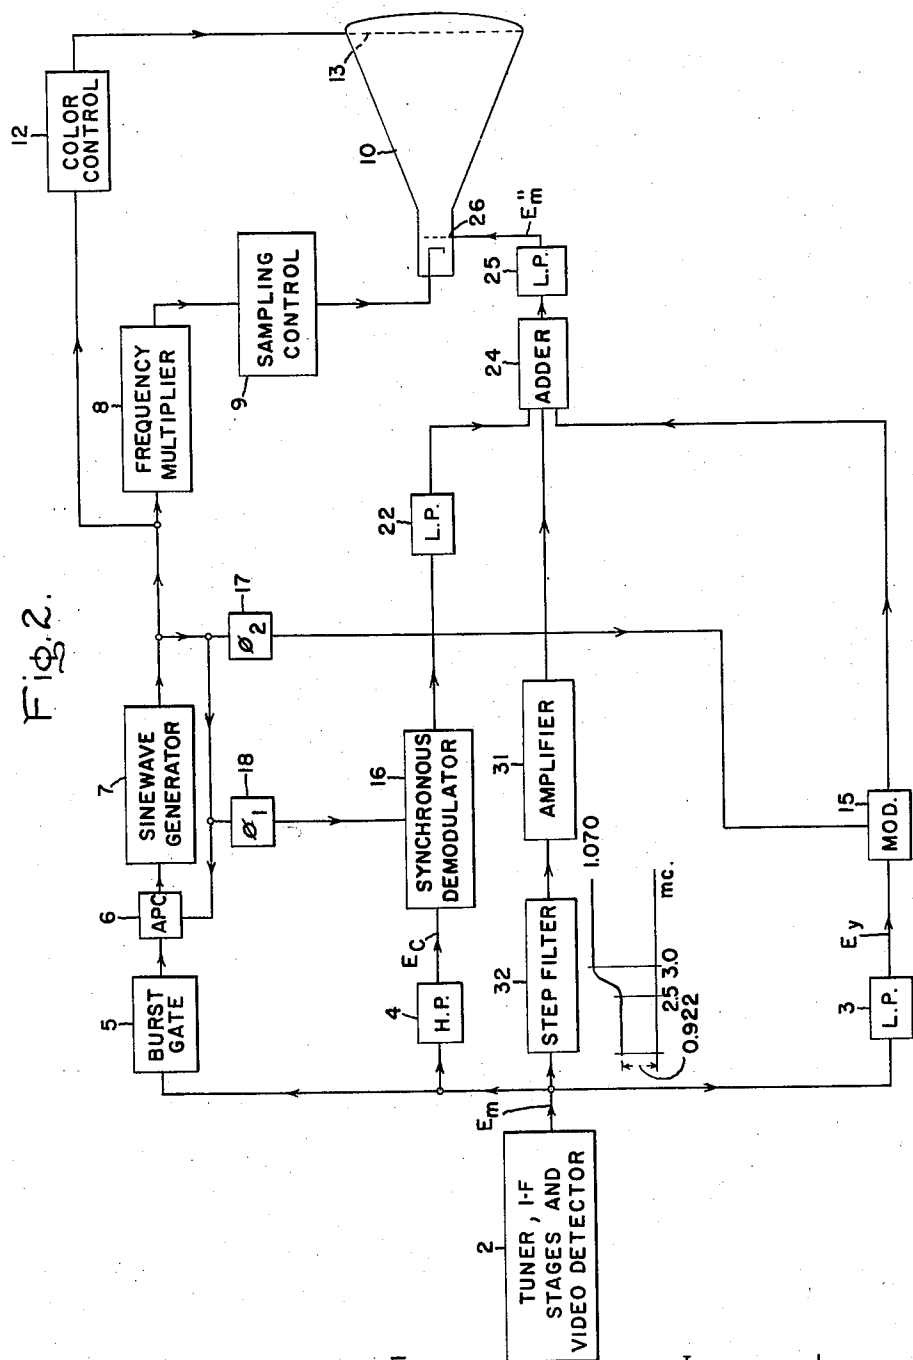 Fig. 2.
12
COLOR
CONTROL
13
10
26
E"m
25
L.P.
SAMPLING
CONTROL
9
24
ADDER
8
FREQUENCY
MULTIPLIER
22
L.P.
17
ø2
7
SINEWAVE
GENERATOR
18
ø1
16
SYNCHRONOUS
DEMODULATOR
31
AMPLIFIER
15
MOD.
6
APC
5
BURST
GATE
4
H.P.
EC
32
STEP FILTER
1.070
mc.
2.5 3.0
0.922
3
L.P.
Ey
Em
2
TUNER, I-F
STAGES AND
VIDEO DETECTOR